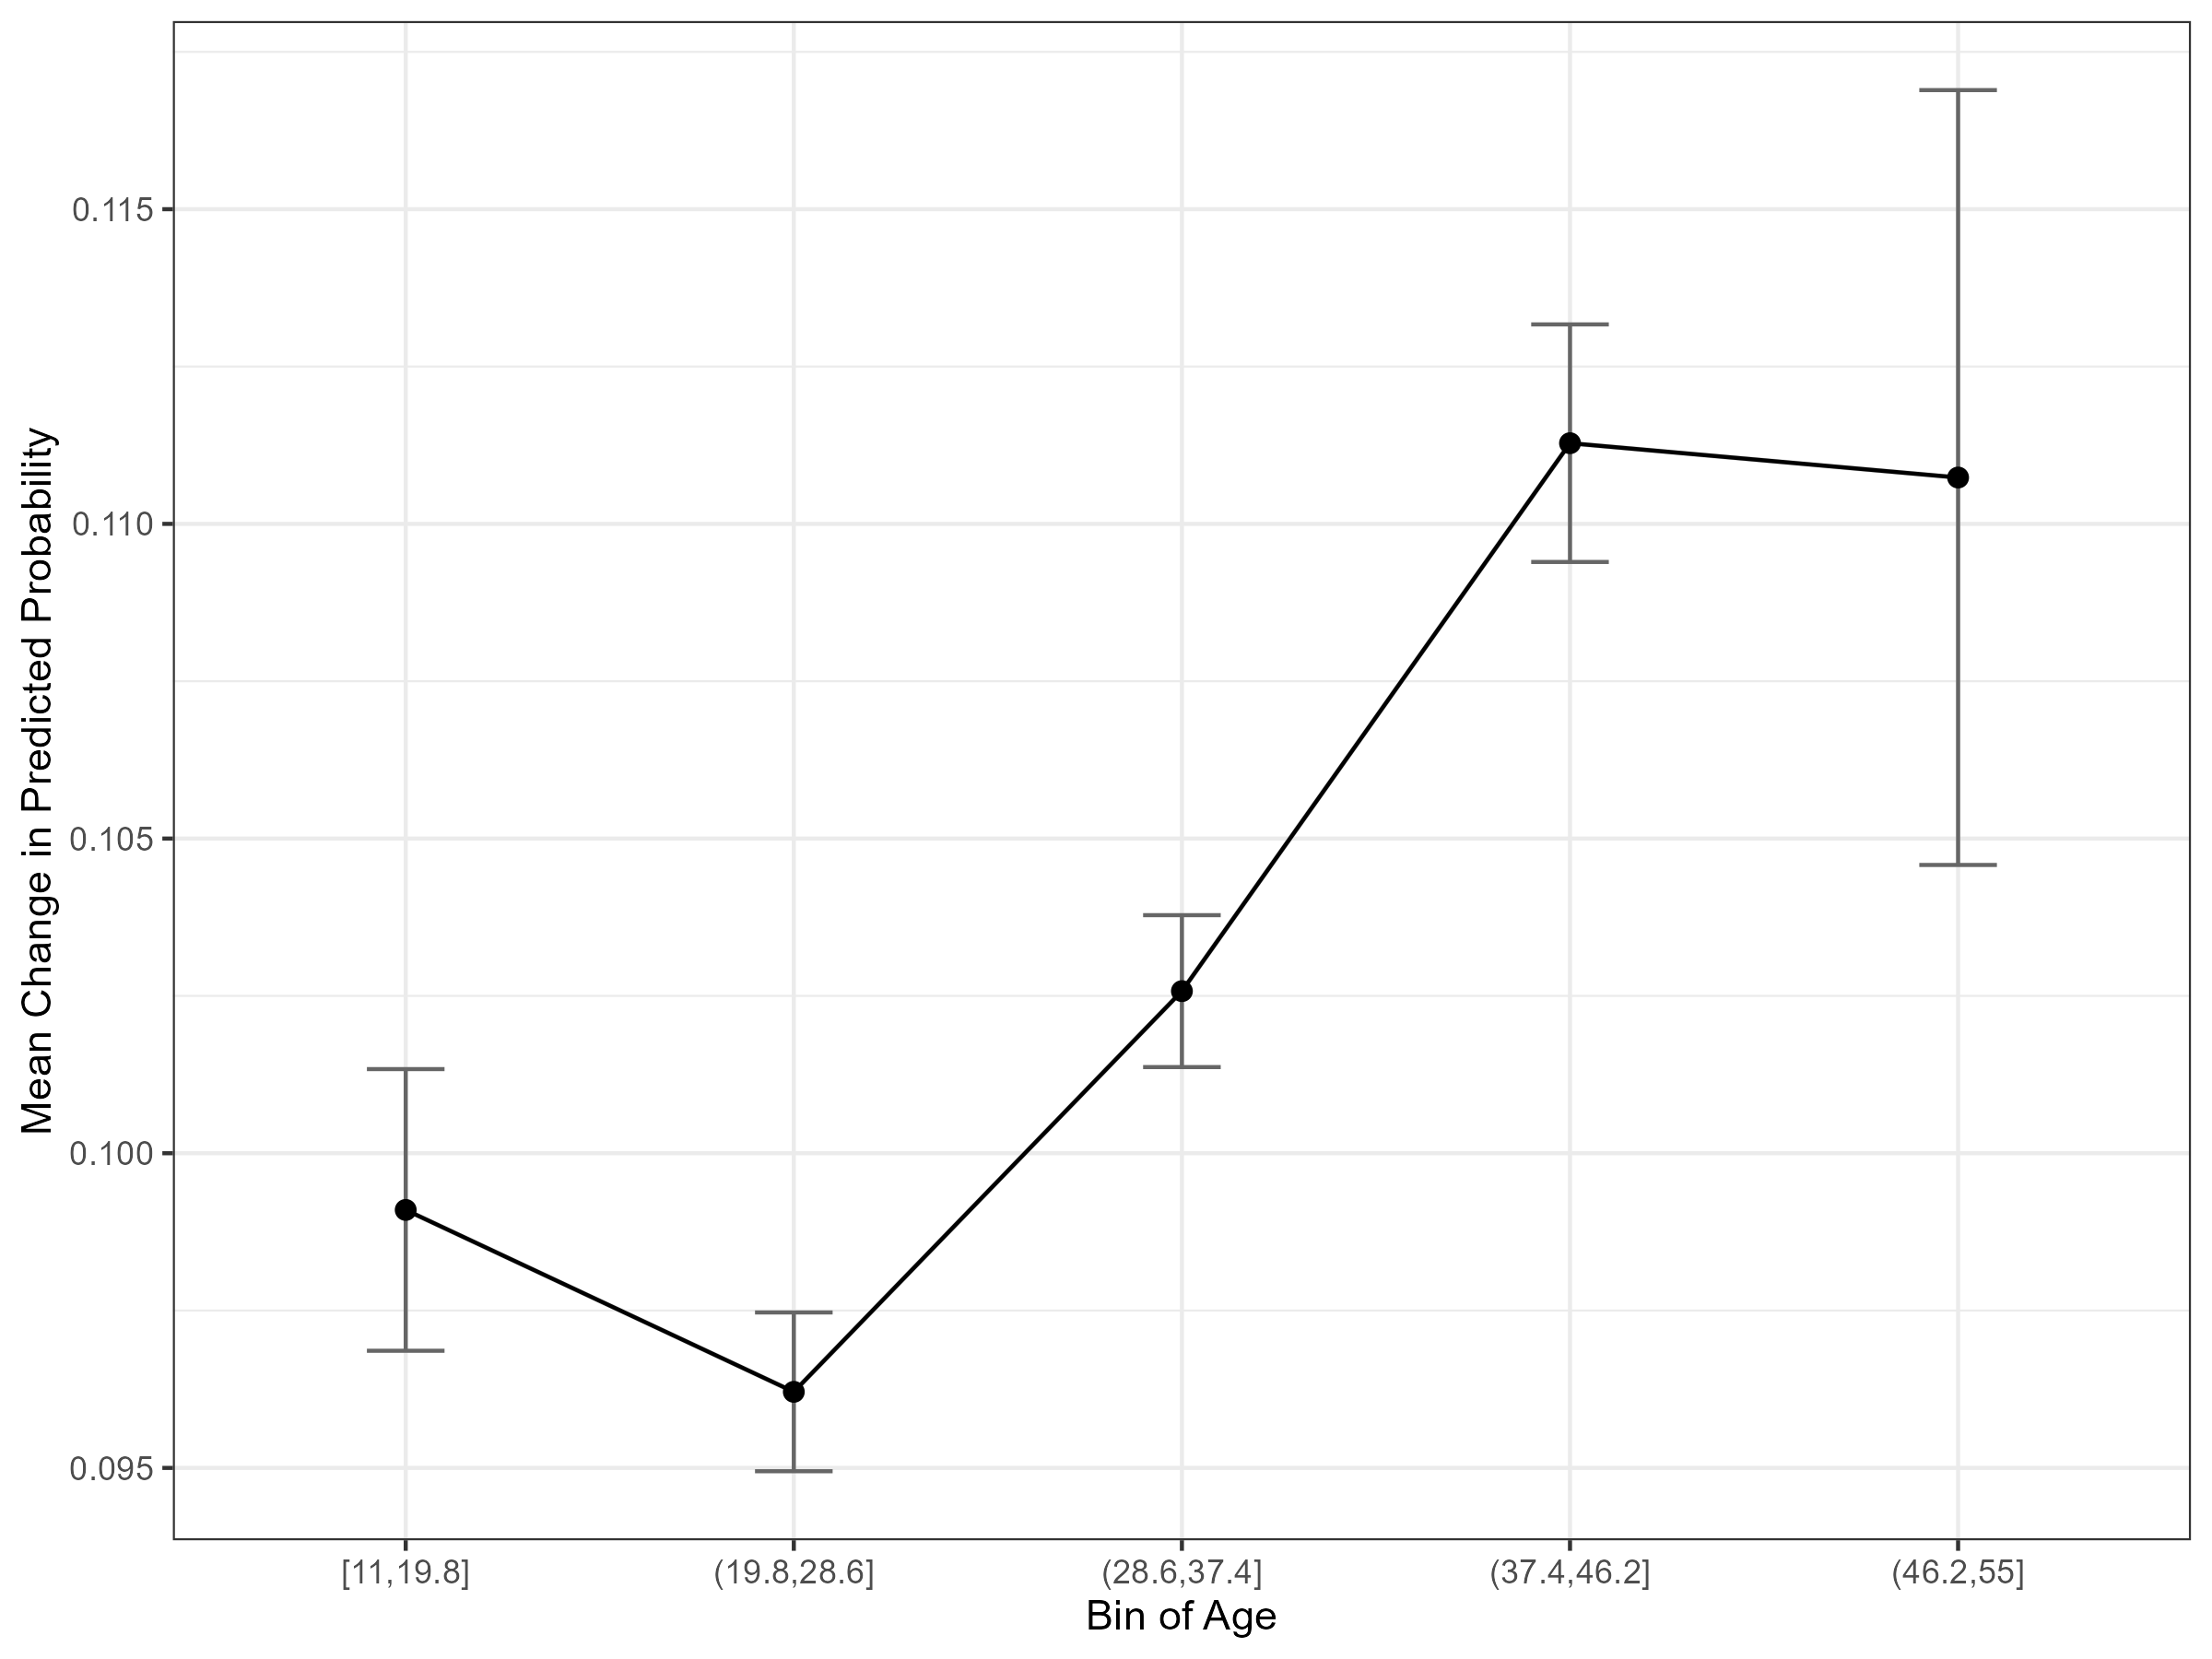 Mean Change in Predicted Probability
0.115
0.110
0.105
0.100
0.095
[11,19.8] (19.8,28.6] (28.6,37.4] (37.4,46.2] (46.2,55]
Bin of Age